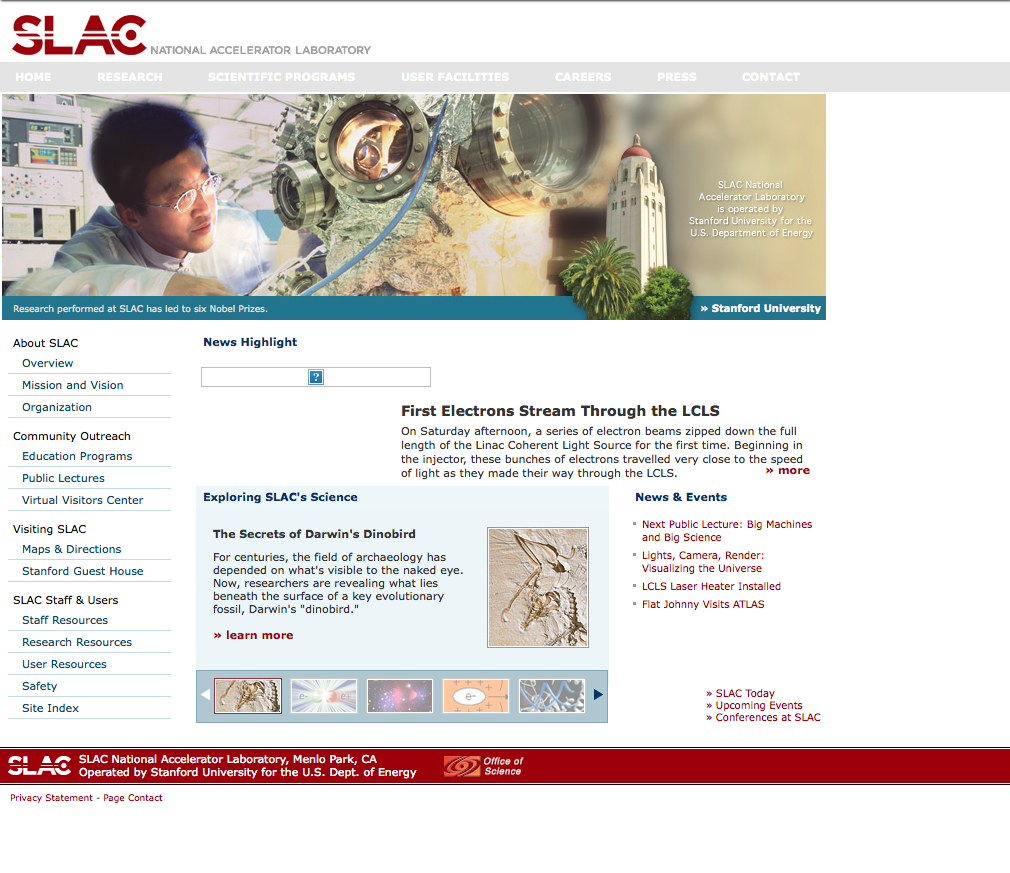 SLAC NATIONAL ACCELERATOR LABORATORY
HOME RESEARCH SCIENTIFIC PROGRAMS USER FACILITIES CAREERS PRESS CONTACT
SLAC National
Accelerator Laboratory
is operated by
Stanford University for the
U.S. Department of Energy
Research performed at SLAC has led to six Nobel Prizes.
» Stanford University
About SLAC
Overview
Mission and Vision
Organization
Community Outreach
Education Programs
Public Lectures
Virtual Visitors Center
Visiting SLAC
Maps & Directions
Stanford Guest House
SLAC Staff & Users
Staff Resources
Research Resources
User Resources
Safety
Site Index
News Highlight
?
First Electrons Stream Through the LCLS
On Saturday afternoon, a series of electron beams zipped down the full
length of the Linac Coherent Light Source for the first time. Beginning in
the injector, these bunches of electrons travelled very close to the speed
of light as they made their way through the LCLS.
» more
Exploring SLAC's Science
The Secrets of Darwin's Dinobird
For centuries, the field of archaeology has
depended on what's visible to the naked eye.
Now, researchers are revealing what lies
beneath the surface of a key evolutionary
fossil, Darwin's "dinobird."
» learn more
e- e-
News & Events
Next Public Lecture: Big Machines
and Big Science
Lights, Camera, Render:
Visualizing the Universe
LCLS Laser Heater Installed
Flat Johnny Visits ATLAS
» SLAC Today
» Upcoming Events
» Conferences at SLAC
SLAC
SLAC National Accelerator Laboratory, Menlo Park, CA
Operated by Stanford University for the U.S. Dept. of Energy
Office of
Science
Privacy Statement - Page Contact